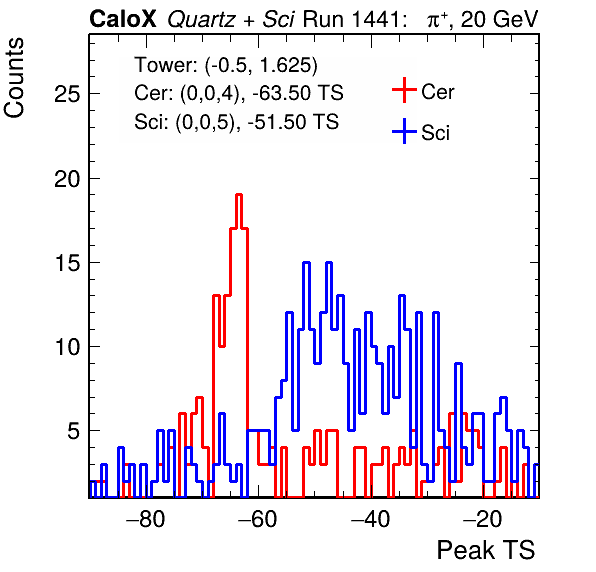 CaloX Quartz + Sci Run 1441: π⁺, 20 GeV
Tower: (-0.5, 1.625)
Cer: (0,0,4), -63.50 TS
Sci: (0,0,5), -51.50 TS
Cer
Sci
Counts
25
20
15
10
5
−80 −60 −40 −20
Peak TS